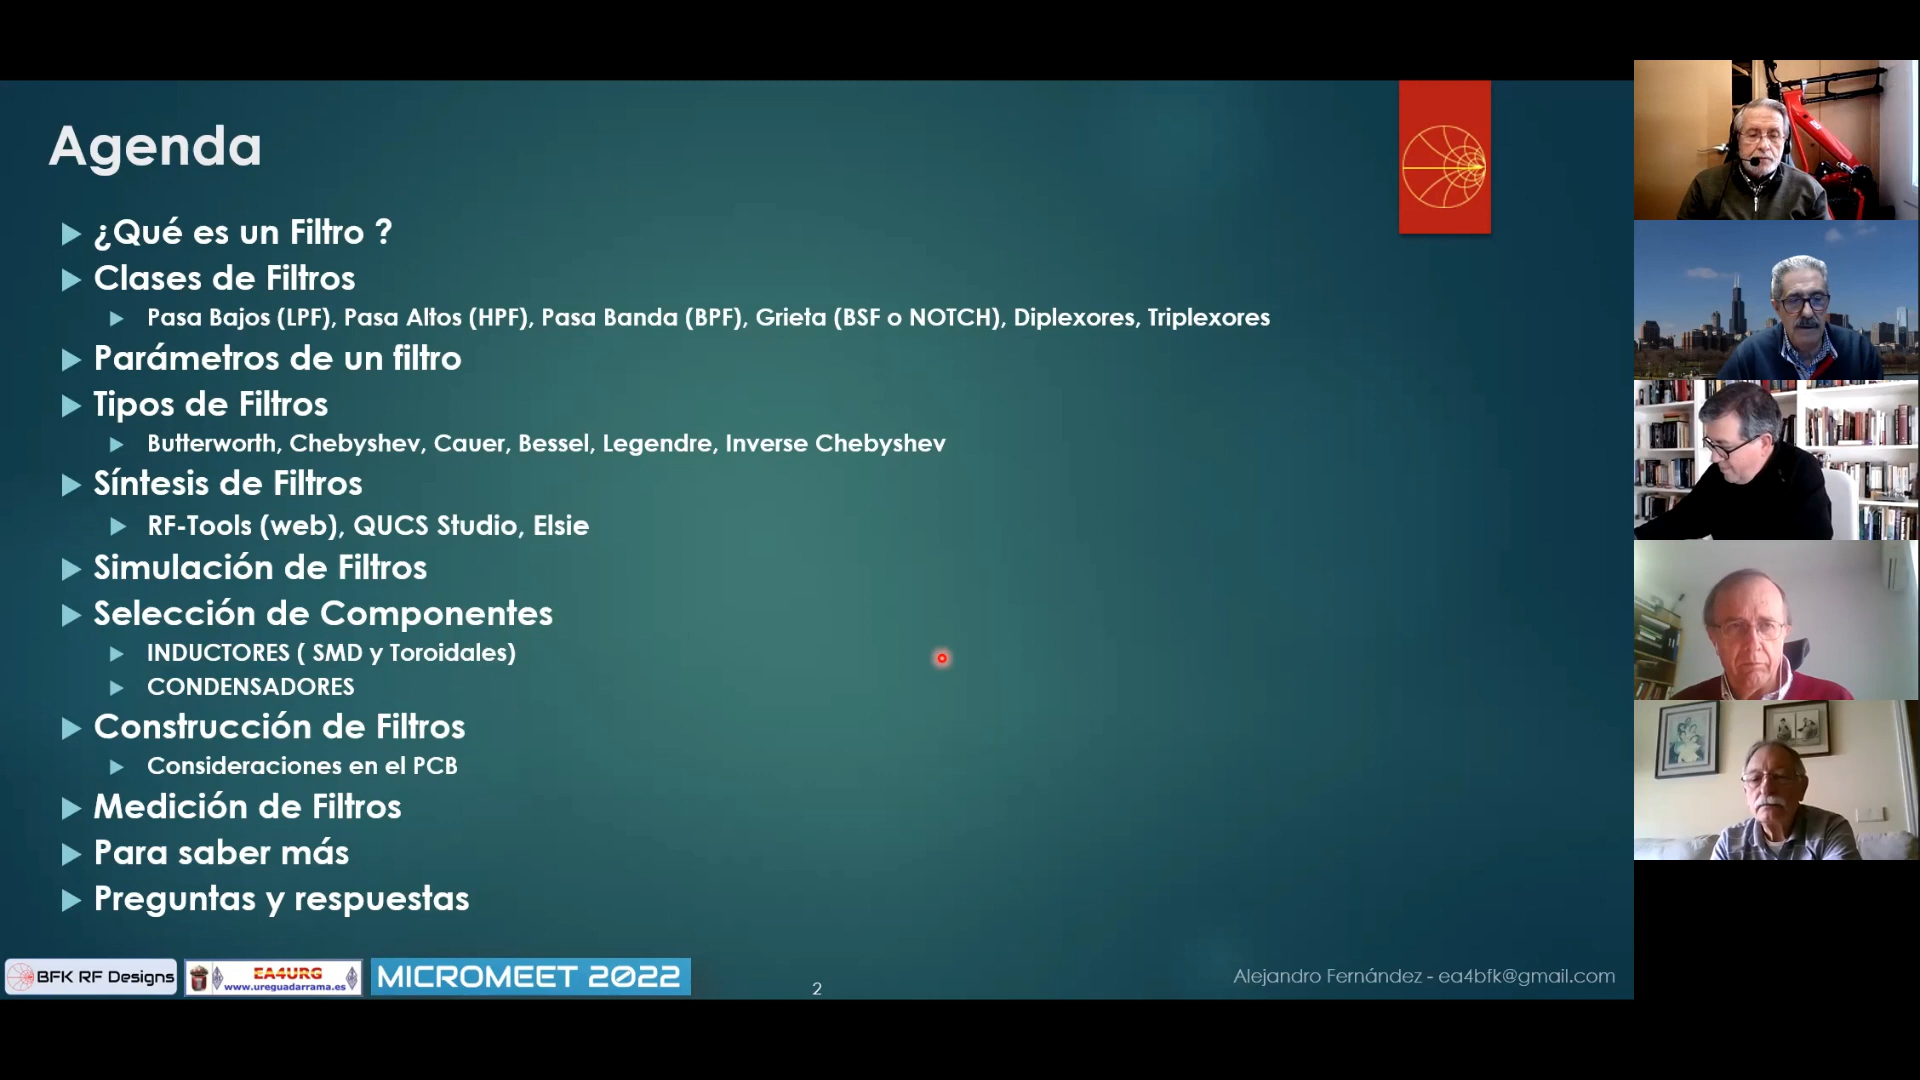 Agenda
¿Qué es un Filtro ?
Clases de Filtros
Pasa Bajos (LPF), Pasa Altos (HPF), Pasa Banda (BPF), Grieta (BSF o NOTCH), Diplexores, Triplexores
Parámetros de un filtro
Tipos de Filtros
Butterworth, Chebyshev, Cauer, Bessel, Legendre, Inverse Chebyshev
Síntesis de Filtros
RF-Tools (web), QUCS Studio, Elsie
Simulación de Filtros
Selección de Componentes
INDUCTORES ( SMD y Toroidales)
CONDENSADORES
Construcción de Filtros
Consideraciones en el PCB
Medición de Filtros
Para saber más
Preguntas y respuestas
BFK RF Designs
EA4URG
www.ureguadarrama.es
MICROMEET 2022
2
Alejandro Fernández - ea4bfk@gmail.com